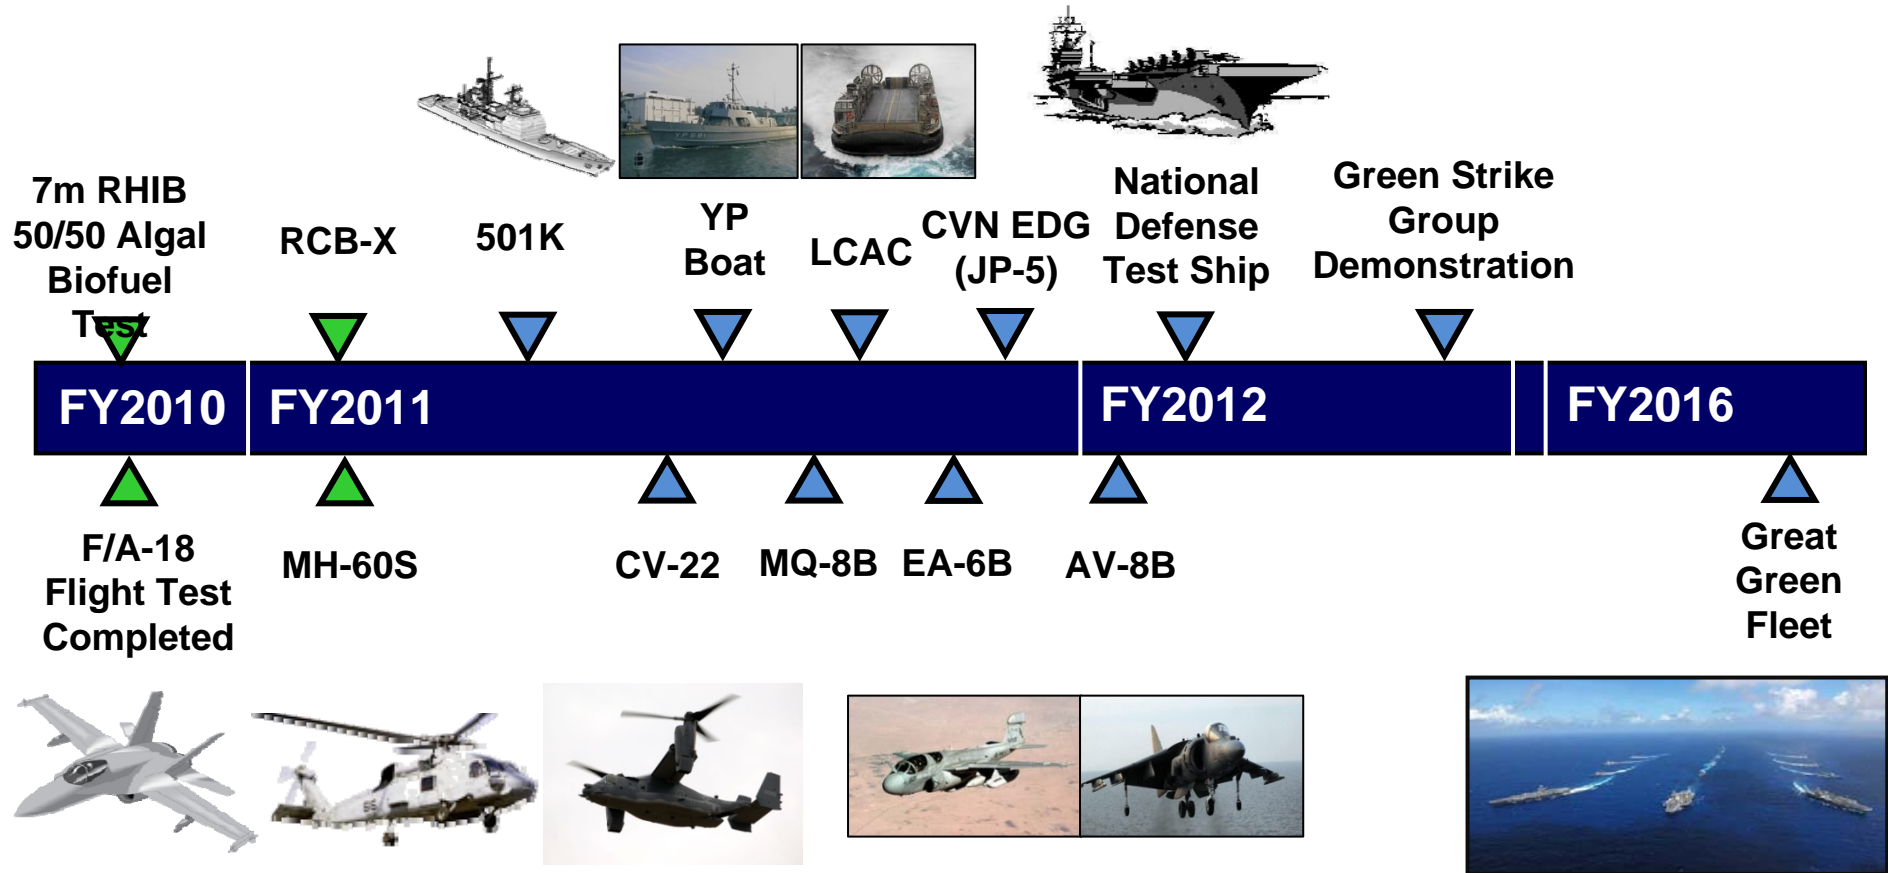 7m RHIB
50/50 Algal
Biofuel
Test
RCB-X
501K
YP
Boat
LCAC
CVN EDG
(JP-5)
National
Defense
Test Ship
Green Strike
Group
Demonstration
FY2010
FY2011
FY2012
FY2016
F/A-18
Flight Test
Completed
MH-60S
CV-22
MQ-8B
EA-6B
AV-8B
Great
Green
Fleet